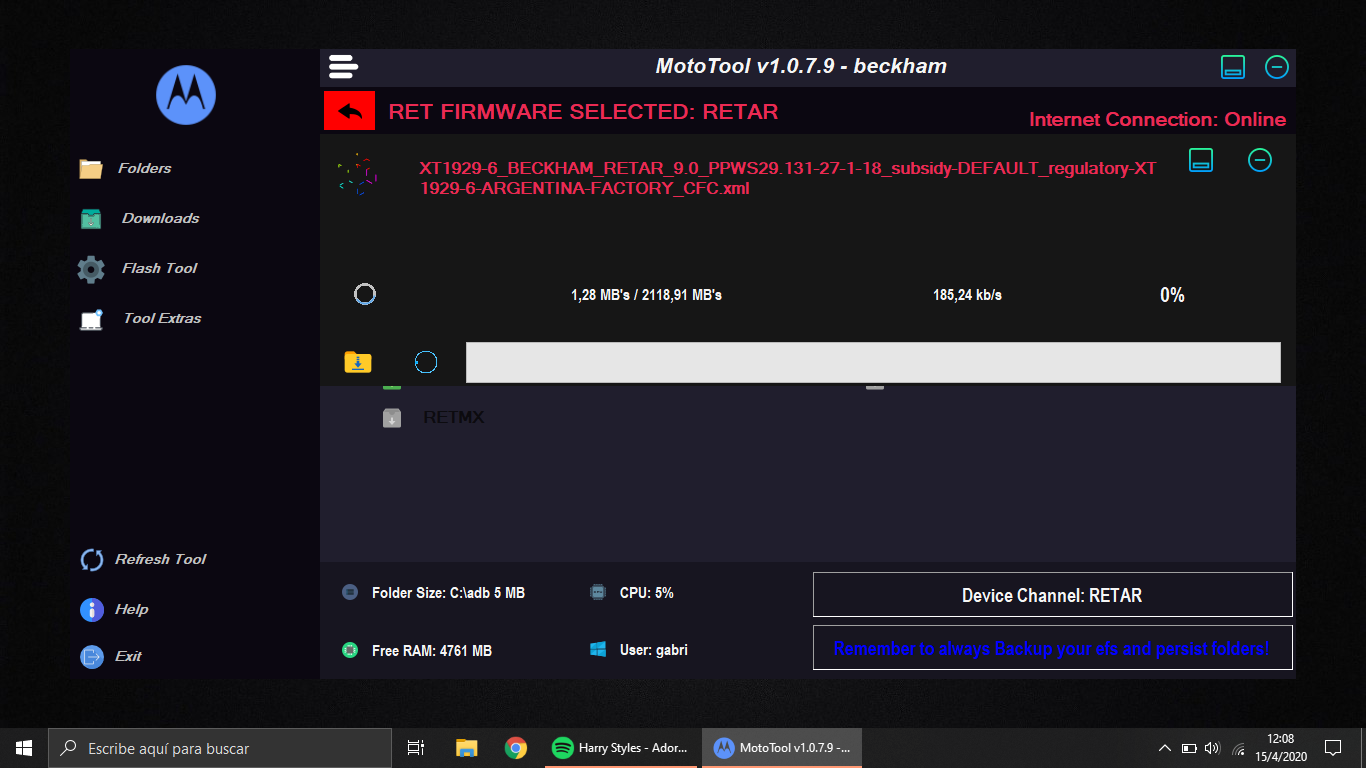 MotoTool v1.0.7.9 - beckham
RET FIRMWARE SELECTED: RETAR
Internet Connection: Online
Folders
Downloads
Flash Tool
Tool Extras
XT1929-6_BECKHAM_RETAR_9.0_PPWS29.131-27-1-18_subsidy-DEFAULT_regulatory-XT
1929-6-ARGENTINA-FACTORY_CFC.xml
1,28 MB's / 2118,91 MB's
185,24 kb/s
0%
RETMX
Refresh Tool
Help
Exit
Folder Size: C:\adb 5 MB
CPU: 5%
Device Channel: RETAR
Free RAM: 4761 MB
User: gabri
Remember to always Backup your efs and persist folders!
Escribe aquí para buscar
Harry Styles - Ador...
MotoTool v1.0.7.9 -...
12:08
15/4/2020